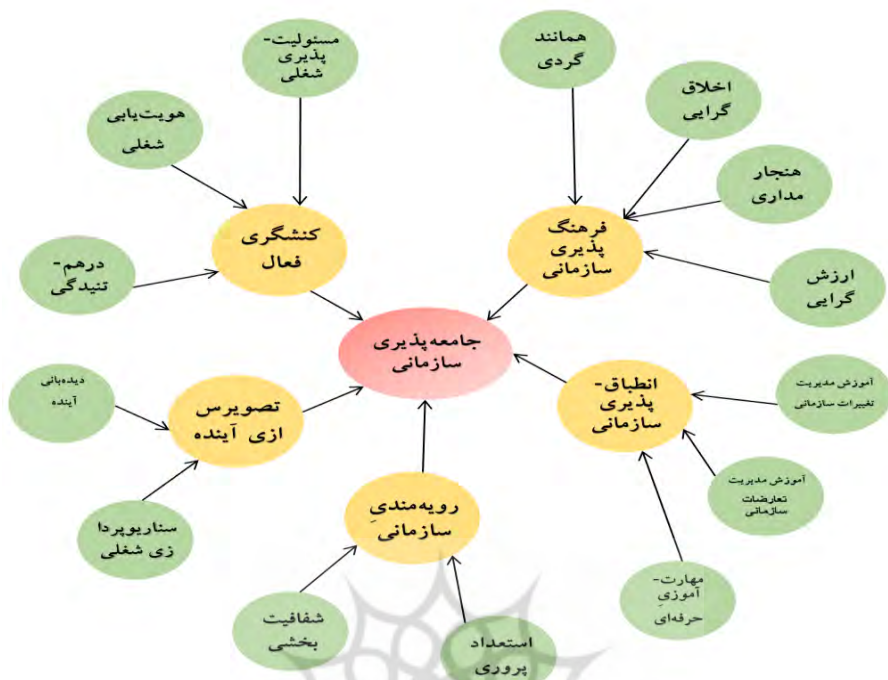 همانند
گردی
اخلاق
گرایی
هنجار
مداری
ارزش
گرایی
فرهنگ
پذیری
سازمانی
مسئولیت-
پذیری
شغلی
هویت‌یابی
شغلی
درهم-
تنیدگی
کنشگری
فعال
جامعه‌پذیری
سازمانی
انطباق-
پذیری
سازمانی
آموزش مدیریت
تغییرات سازمانی
آموزش مدیریت
تعارضات
سازمانی
مهارت-
آموزیِ
حرفه‌ای
تصویرس
ازی آینده
دیده‌بانی
آینده
سناریوپردا
زی شغلی
رویه‌مندیِ
سازمانیَ
شفافیت
بخشی
استعداد
پروری